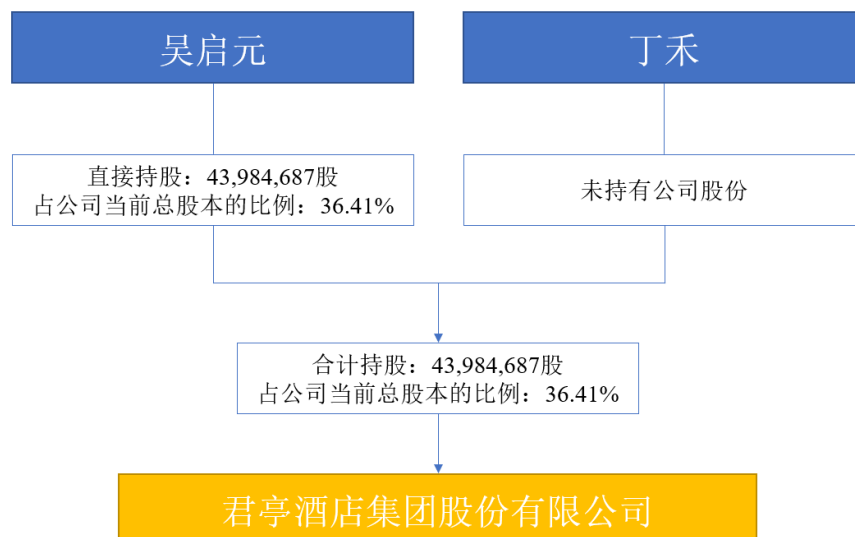 吴启元
丁禾
直接持股：43,984,687股
占公司当前总股本的比例：36.41%
未持有公司股份
合计持股：43,984,687股
占公司当前总股本的比例：36.41%
君亭酒店集团股份有限公司